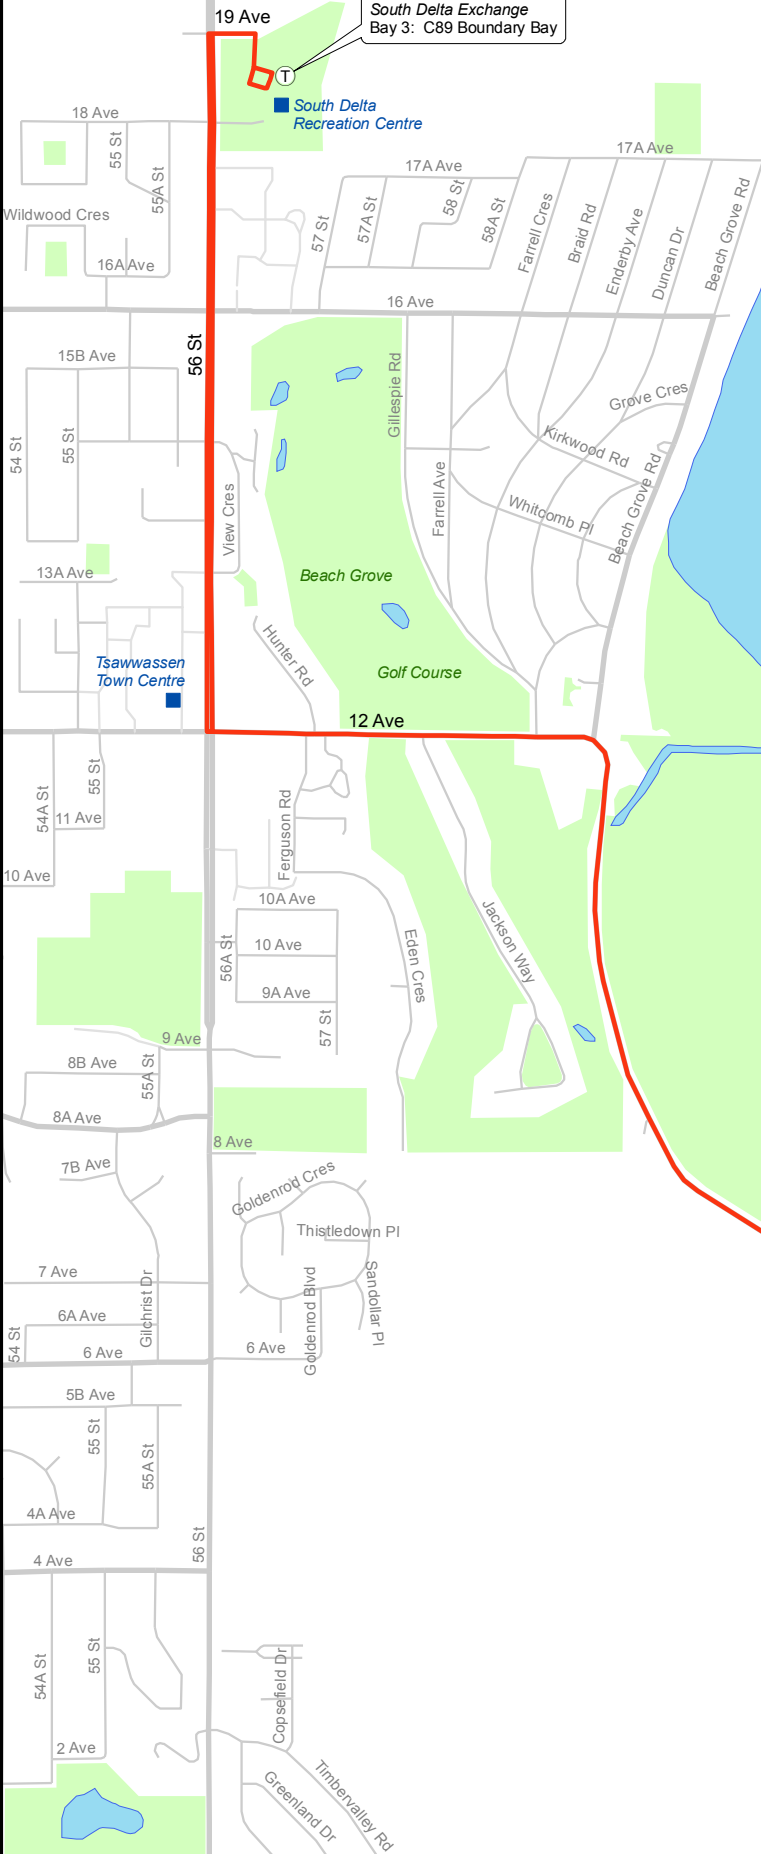 South Delta Exchange
Bay 3: C89 Boundary Bay
19 Ave
T
South Delta
Recreation Centre
18 Ave
55 St
55A St
17A Ave
17A Ave
57 St
57A St
58 St
58A St
Farrell Cres
Braid Rd
Enderby Ave
Duncan Dr
Beach Grove Rd
Wildwood Cres
16A Ave
16 Ave
56 St
15B Ave
54 St
55 St
Gillespie Rd
Grove Cres
Kirkwood Rd
Farrell Ave
Whitcomb Pl
Beach Grove Rd
View Cres
13A Ave
Beach Grove
Hunter Rd
Tsawwassen
Town Centre
Golf Course
12 Ave
54A St
55 St
11 Ave
Ferguson Rd
10 Ave
10A Ave
Jackson Way
56A St
10 Ave
Eden Cres
9A Ave
57 St
9 Ave
8B Ave
55A St
8A Ave
8 Ave
7B Ave
Goldenrod Cres
Thistledown Pl
7 Ave
Gilchrist Dr
Goldenrod Blvd
Sandollar Pl
6A Ave
54 St
6 Ave
6 Ave
5B Ave
55 St
55A St
4A Ave
56 St
4 Ave
54A St
55 St
Copsefield Dr
2 Ave
Timbervalley Rd
Greenland Dr